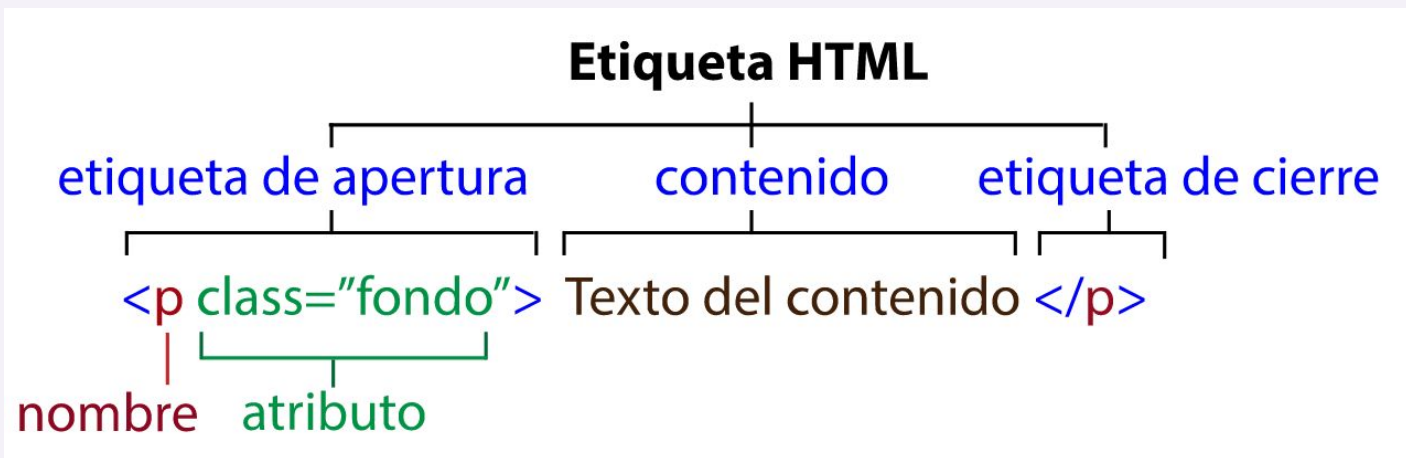 Etiqueta HTML
etiqueta de apertura contenido etiqueta de cierre
<p class=”fondo”> Texto del contenido </p>
nombre atributo